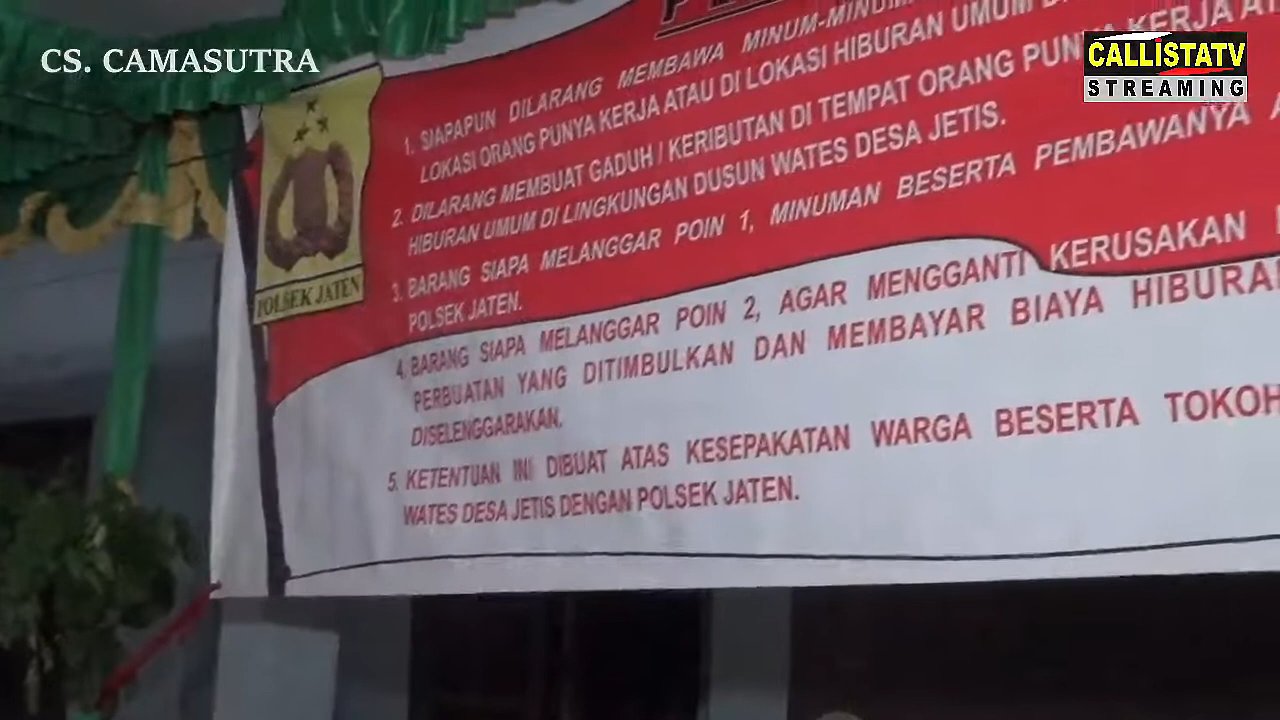 CS. CAMASUTRA
CALLISTATV
STREAMING
1. SIAPAPUN DILARANG MEMBAWA MINUM-MINUM
LOKASI ORANG PUNYA KERJA ATAU DI LOKASI HIBURAN UMUM
2. DILARANG MEMBUAT GADUH / KERIBUTAN DI TEMPAT ORANG PUNYA KERJA
HIBURAN UMUM DI LINGKUNGAN DUSUN WATES DESA JETIS.
3. BARANG SIAPA MELANGGAR POIN 1, MINUMAN BESERTA PEMBAWANYA
POLSEK JATEN.
4. BARANG SIAPA MELANGGAR POIN 2, AGAR MENGGANTI KERUSAKAN
PERBUATAN YANG DITIMBULKAN DAN MEMBAYAR BIAYA HIBURA
DISELENGGARAKAN.
5. KETENTUAN INI DIBUAT ATAS KESEPAKATAN WARGA BESERTA TOKOH
WATES DESA JETIS DENGAN POLSEK JATEN.
POLSEK JATEN